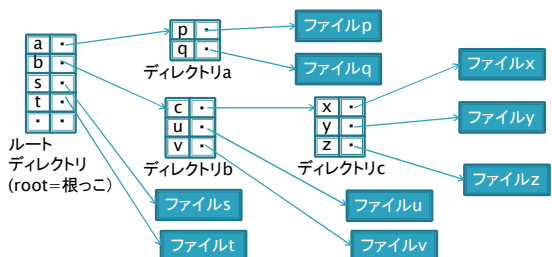 a
b
s
t
ルート
ディレクトリ
(root=根っこ)
p
q
ディレクトリa
ファイルp
ファイルq
c
u
v
ディレクトリb
x
y
z
ディレクトリc
ファイルx
ファイルy
ファイルz
ファイルs
ファイルu
ファイルt
ファイルv